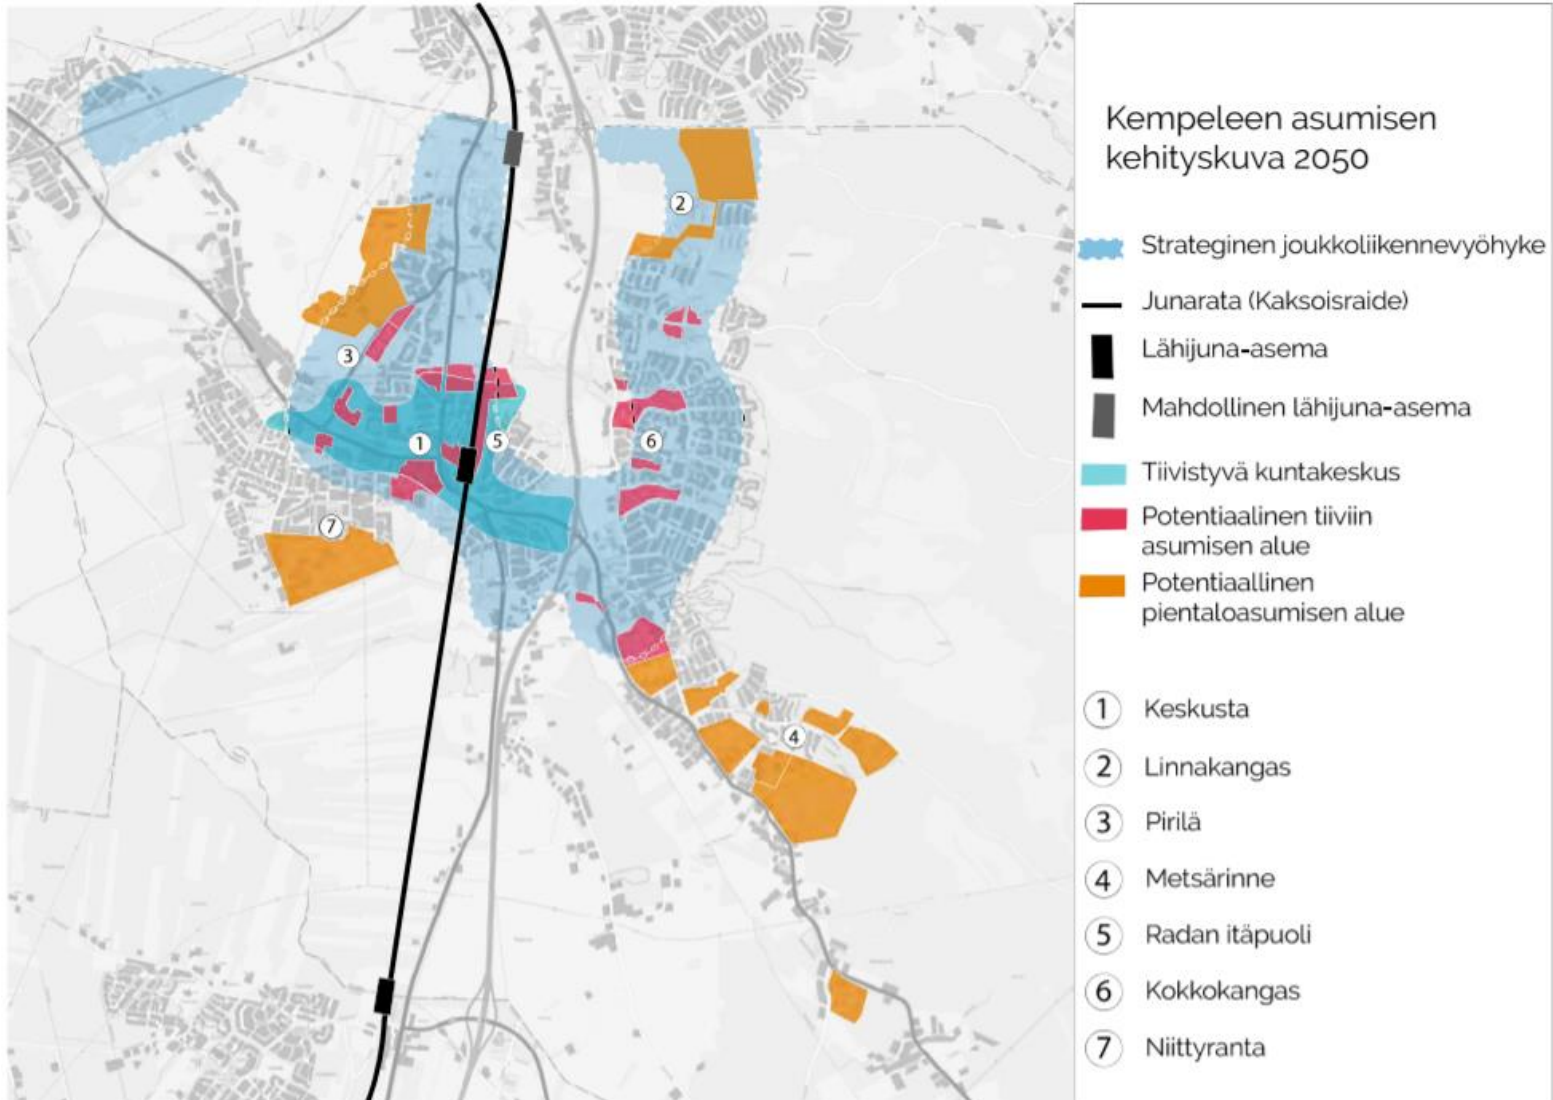 Kempeleen asumisen
kehityskuva 2050
Strateginen joukkoliikennevyöhyke
Junarata (Kaksoisraide)
Lähijuna-asema
Mahdollinen lähijuna-asema
Tiivistyvä kuntakeskus
Potentiaalinen tiiviin
asumisen alue
Potentiaallinen
pientaloasumisen alue
1 Keskusta
2 Linnakangas
3 Pirilä
4 Metsärinne
5 Radan itäpuoli
6 Kokkokangas
7 Niittyranta
2
3
1
5
6
7
4